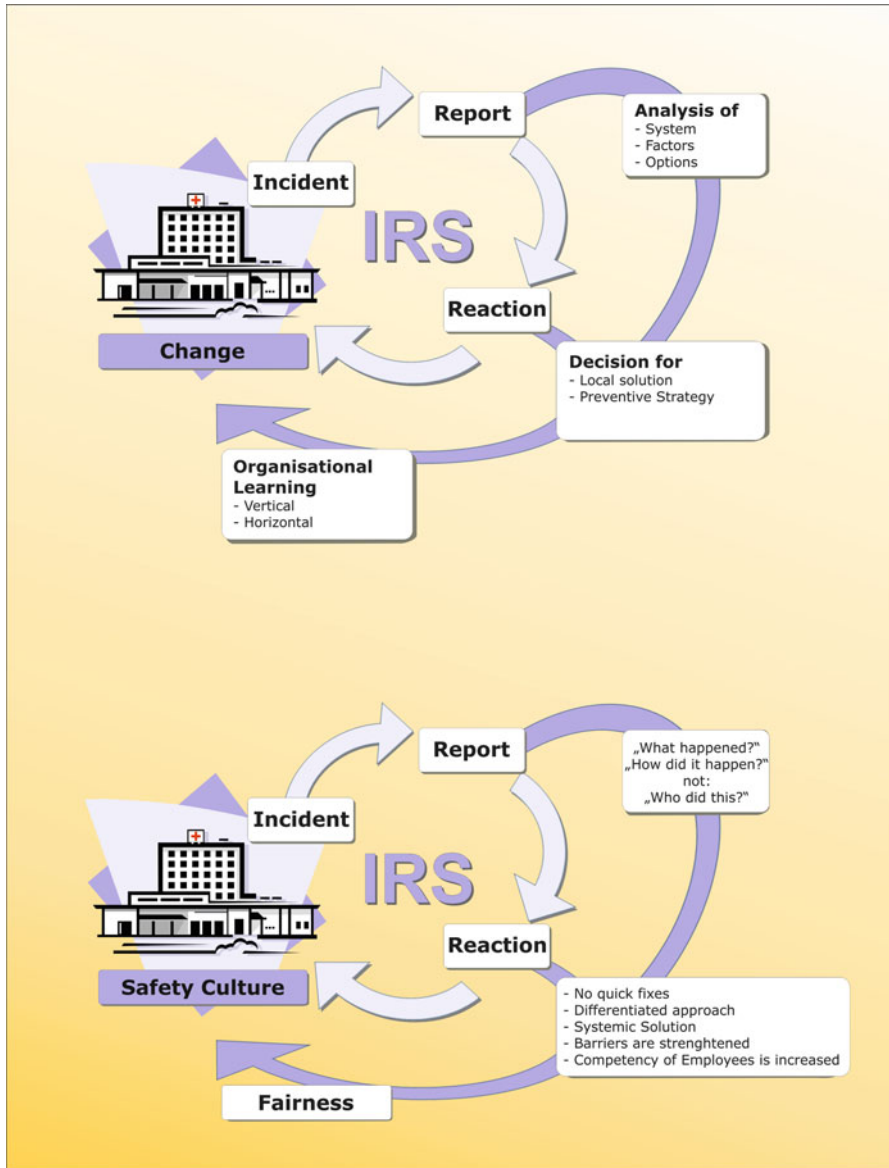 Report
Analysis of
- System
- Factors
- Options
Incident
IRS
Reaction
Change
Decision for
- Local solution
- Preventive Strategy
Organisational
Learning
- Vertical
- Horizontal
Report
„What happened?“
„How did it happen?“
not:
„Who did this?“
Incident
IRS
Reaction
Safety Culture
- No quick fixes
- Differentiated approach
- Systemic Solution
- Barriers are strenghtened
- Competency of Employees is increased
Fairness